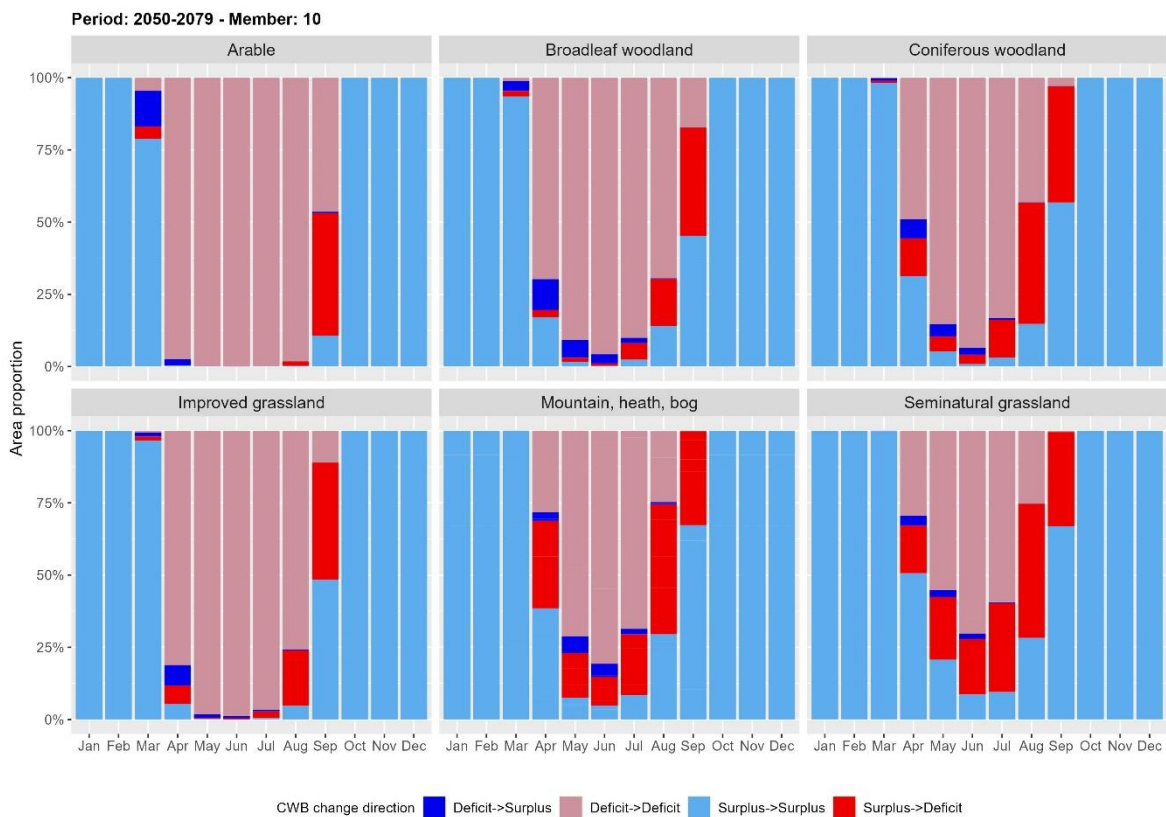 Period: 2050-2079 - Member: 10
Arable
Broadleaf woodland
Coniferous woodland
100%
75%
50%
25%
0%
Improved grassland
Mountain, heath, bog
Seminatural grassland
100%
75%
50%
25%
0%
Area proportion
Jan Feb Mar Apr May Jun Jul Aug Sep Oct Nov Dec
Jan Feb Mar Apr May Jun Jul Aug Sep Oct Nov Dec
Jan Feb Mar Apr May Jun Jul Aug Sep Oct Nov Dec
CWB change direction Deficit->Surplus Deficit->Deficit Surplus->Surplus Surplus->Deficit